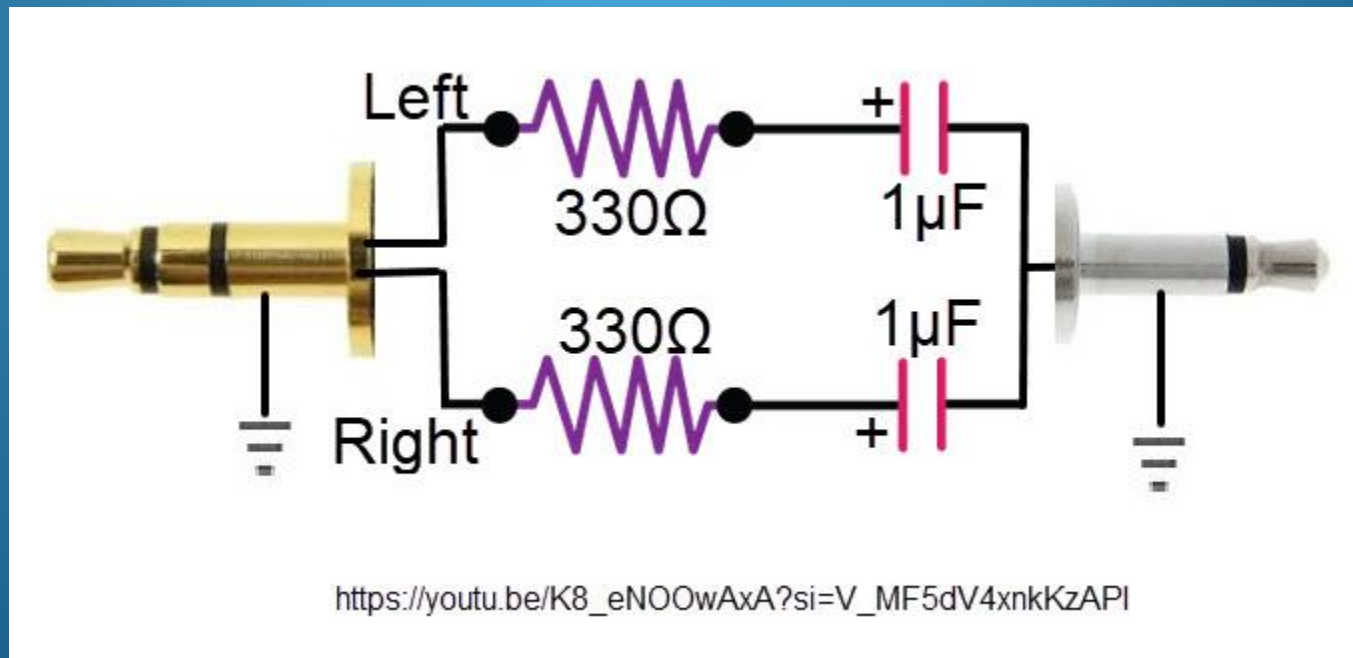 Left
+
330Ω
1µF
330Ω
1µF
Right
+
https://youtu.be/K8_eNOOwAxA?si=V_MF5dV4xnkKzAPI